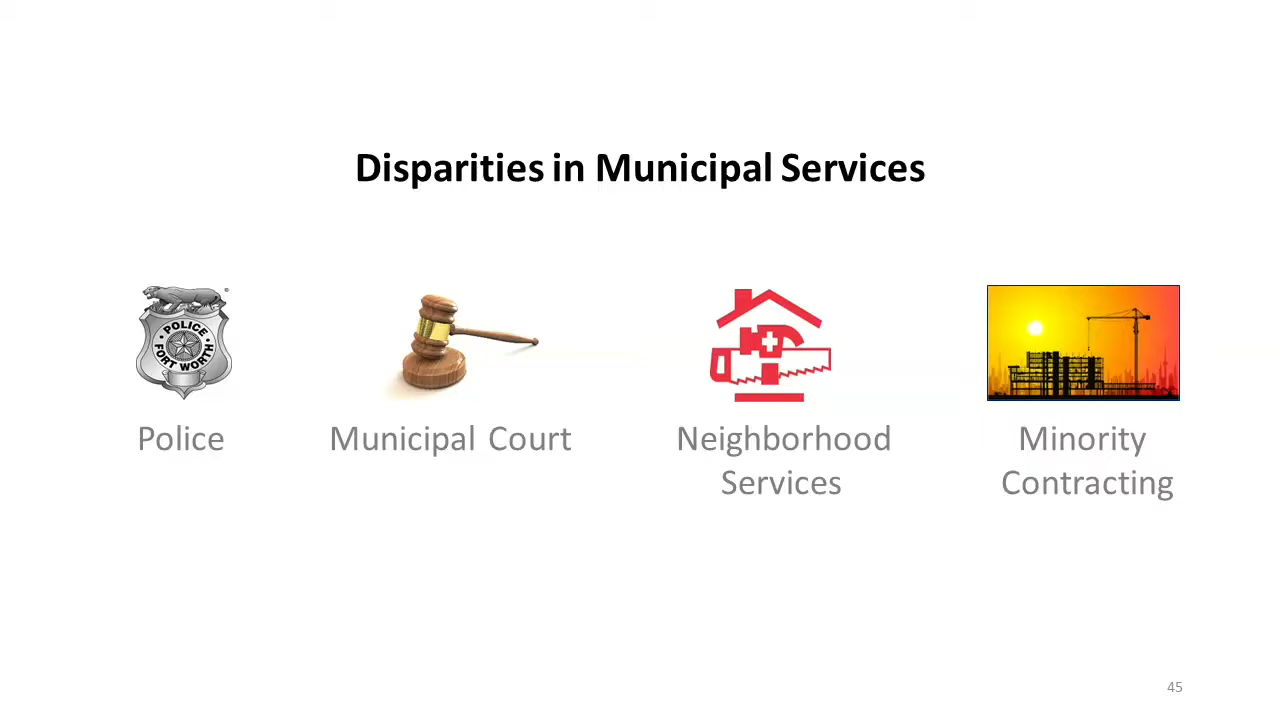 Disparities in Municipal Services
POLICE
FORT WORTH
Police
Municipal Court
Neighborhood
Services
Minority
Contracting
45